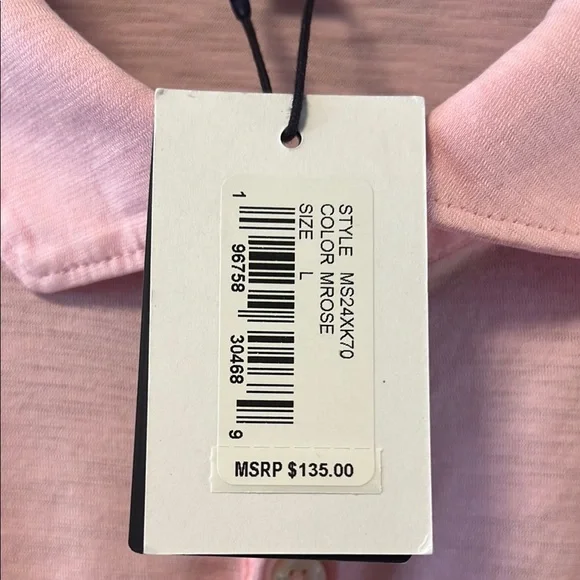 STYLE MS24XK70
COLOR MROSE
SIZE L
1 96758 30468 9
MSRP $135.00